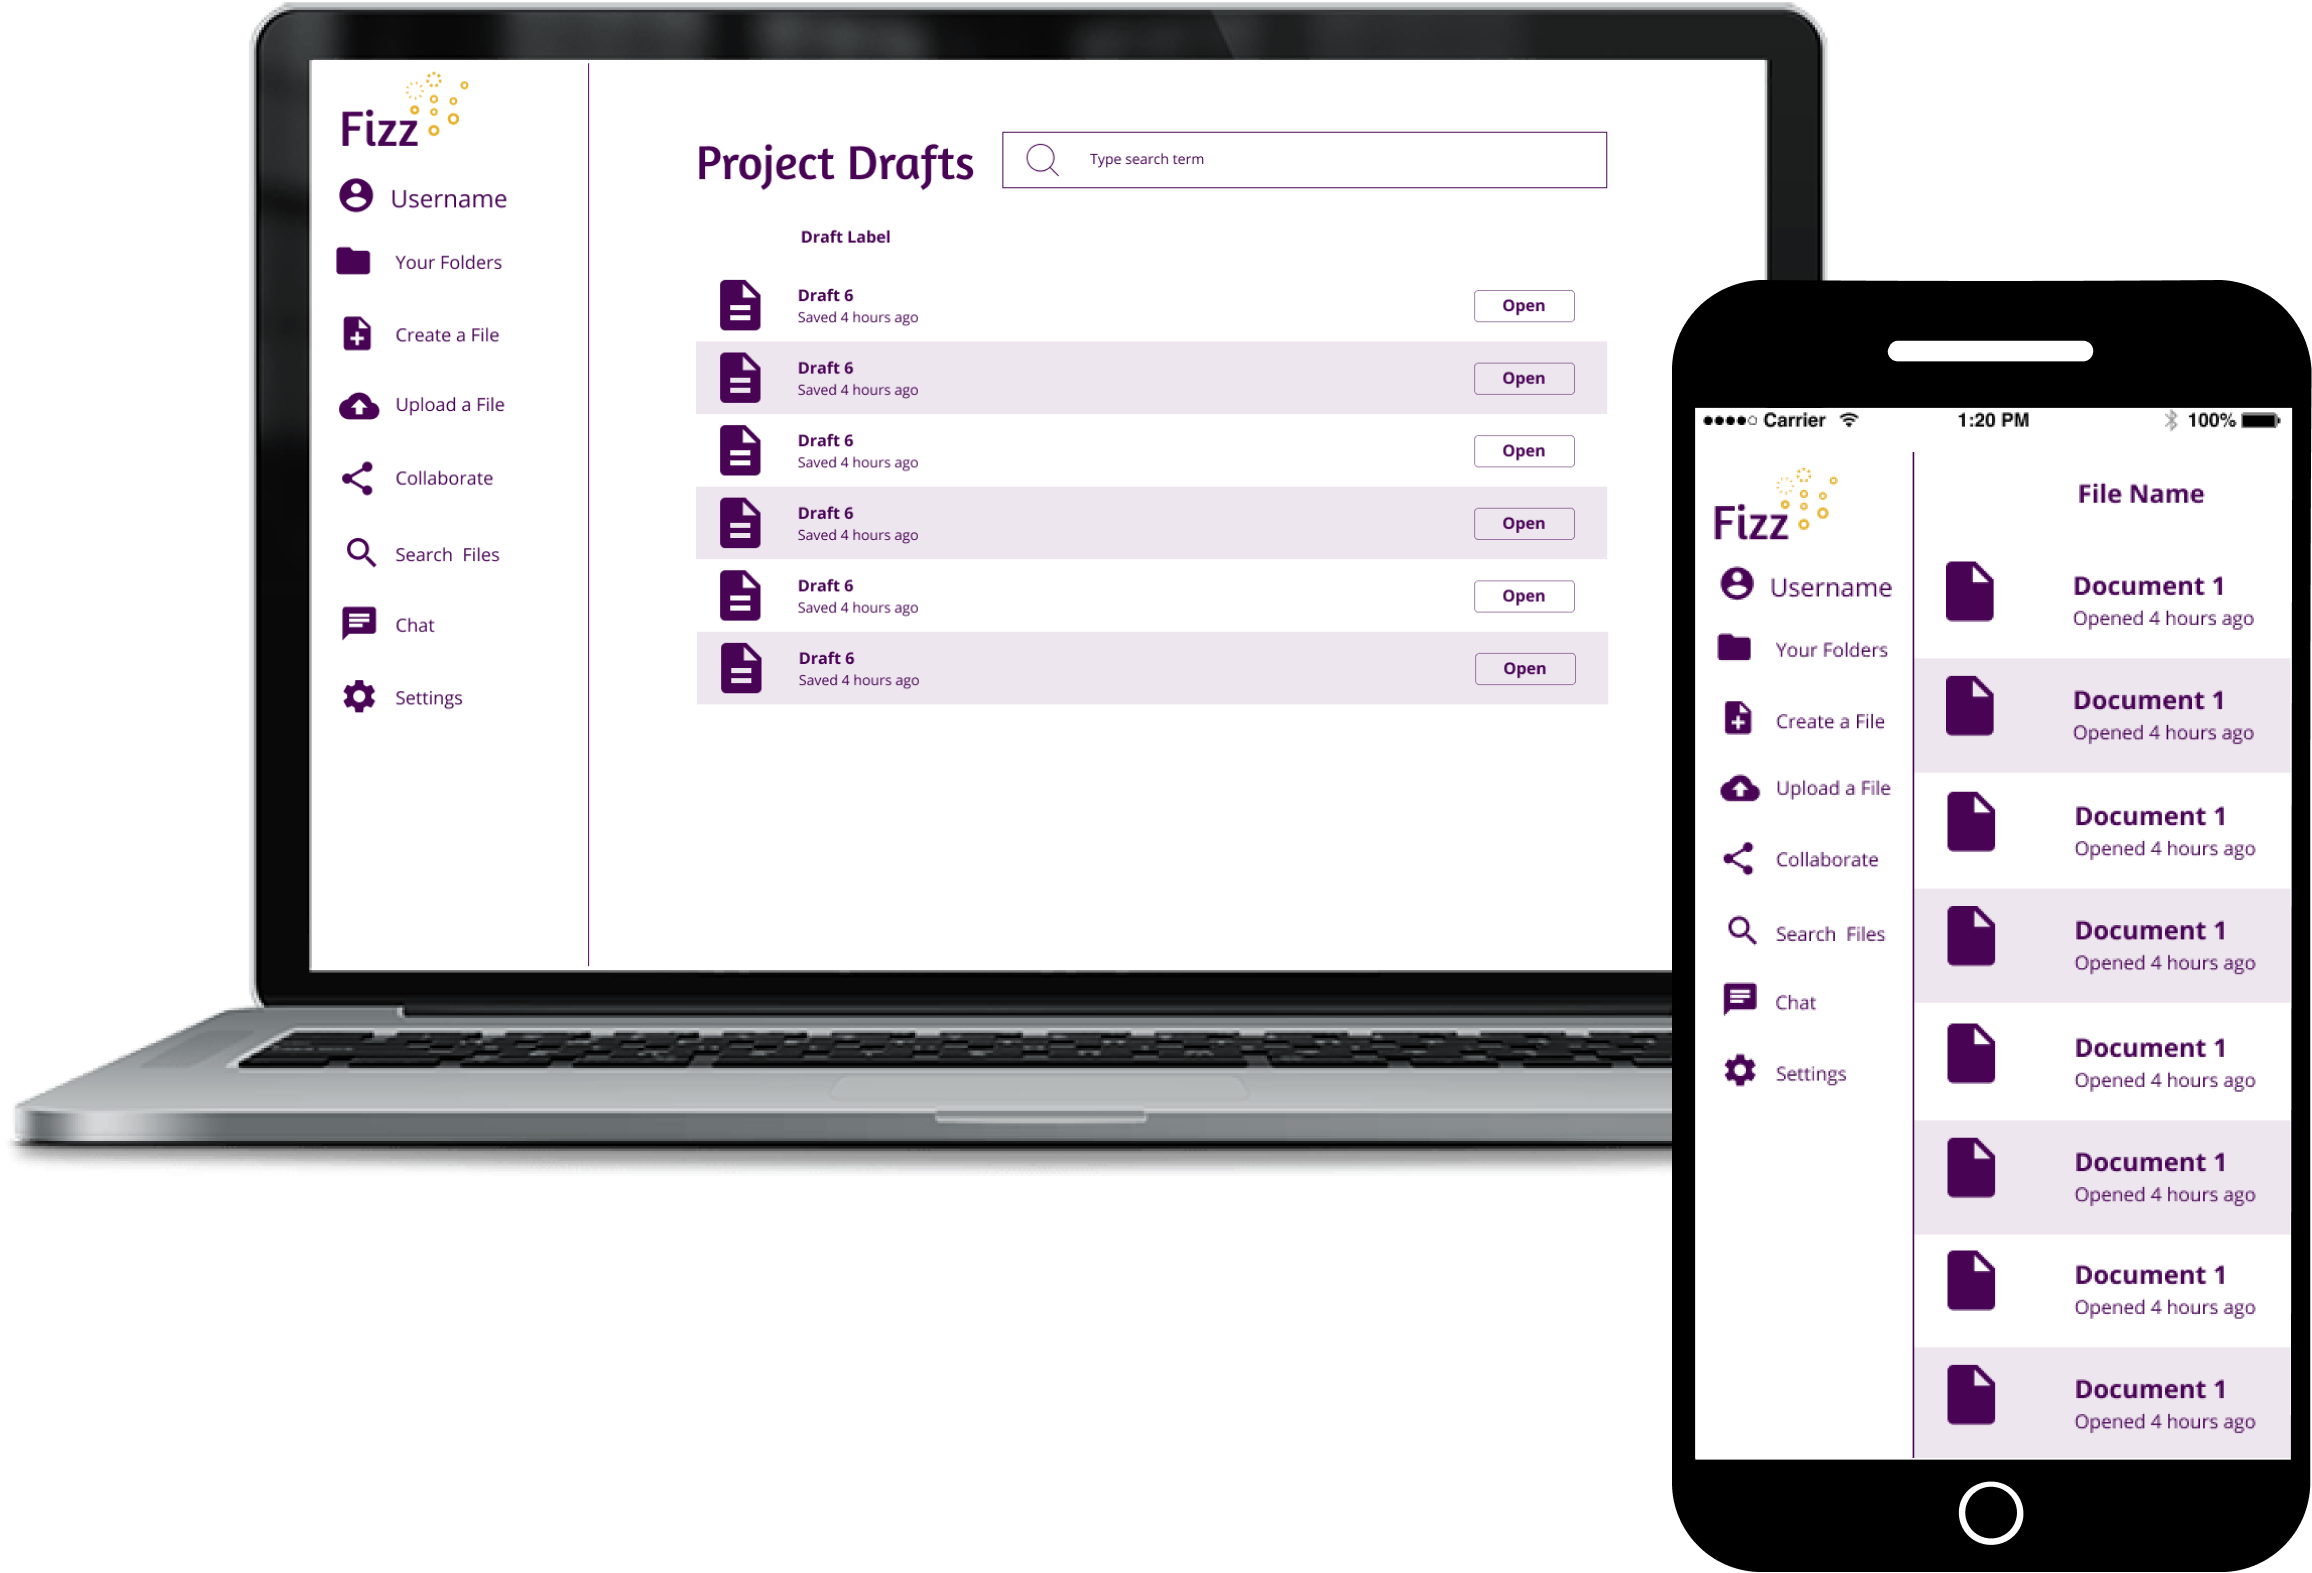 Fizz
Username
Your Folders
Create a File
Upload a File
Collaborate
Search Files
Chat
Settings
Project Drafts
Type search term
Draft Label
Draft 6
Saved 4 hours ago
Open
Draft 6
Saved 4 hours ago
Open
Draft 6
Saved 4 hours ago
Open
Draft 6
Saved 4 hours ago
Open
Draft 6
Saved 4 hours ago
Open
Draft 6
Saved 4 hours ago
Open
Carrier 1:20 PM 100%
Fizz
Username
Your Folders
Create a File
Upload a File
Collaborate
Search Files
Chat
Settings
File Name
Document 1
Opened 4 hours ago
Document 1
Opened 4 hours ago
Document 1
Opened 4 hours ago
Document 1
Opened 4 hours ago
Document 1
Opened 4 hours ago
Document 1
Opened 4 hours ago
Document 1
Opened 4 hours ago
Document 1
Opened 4 hours ago